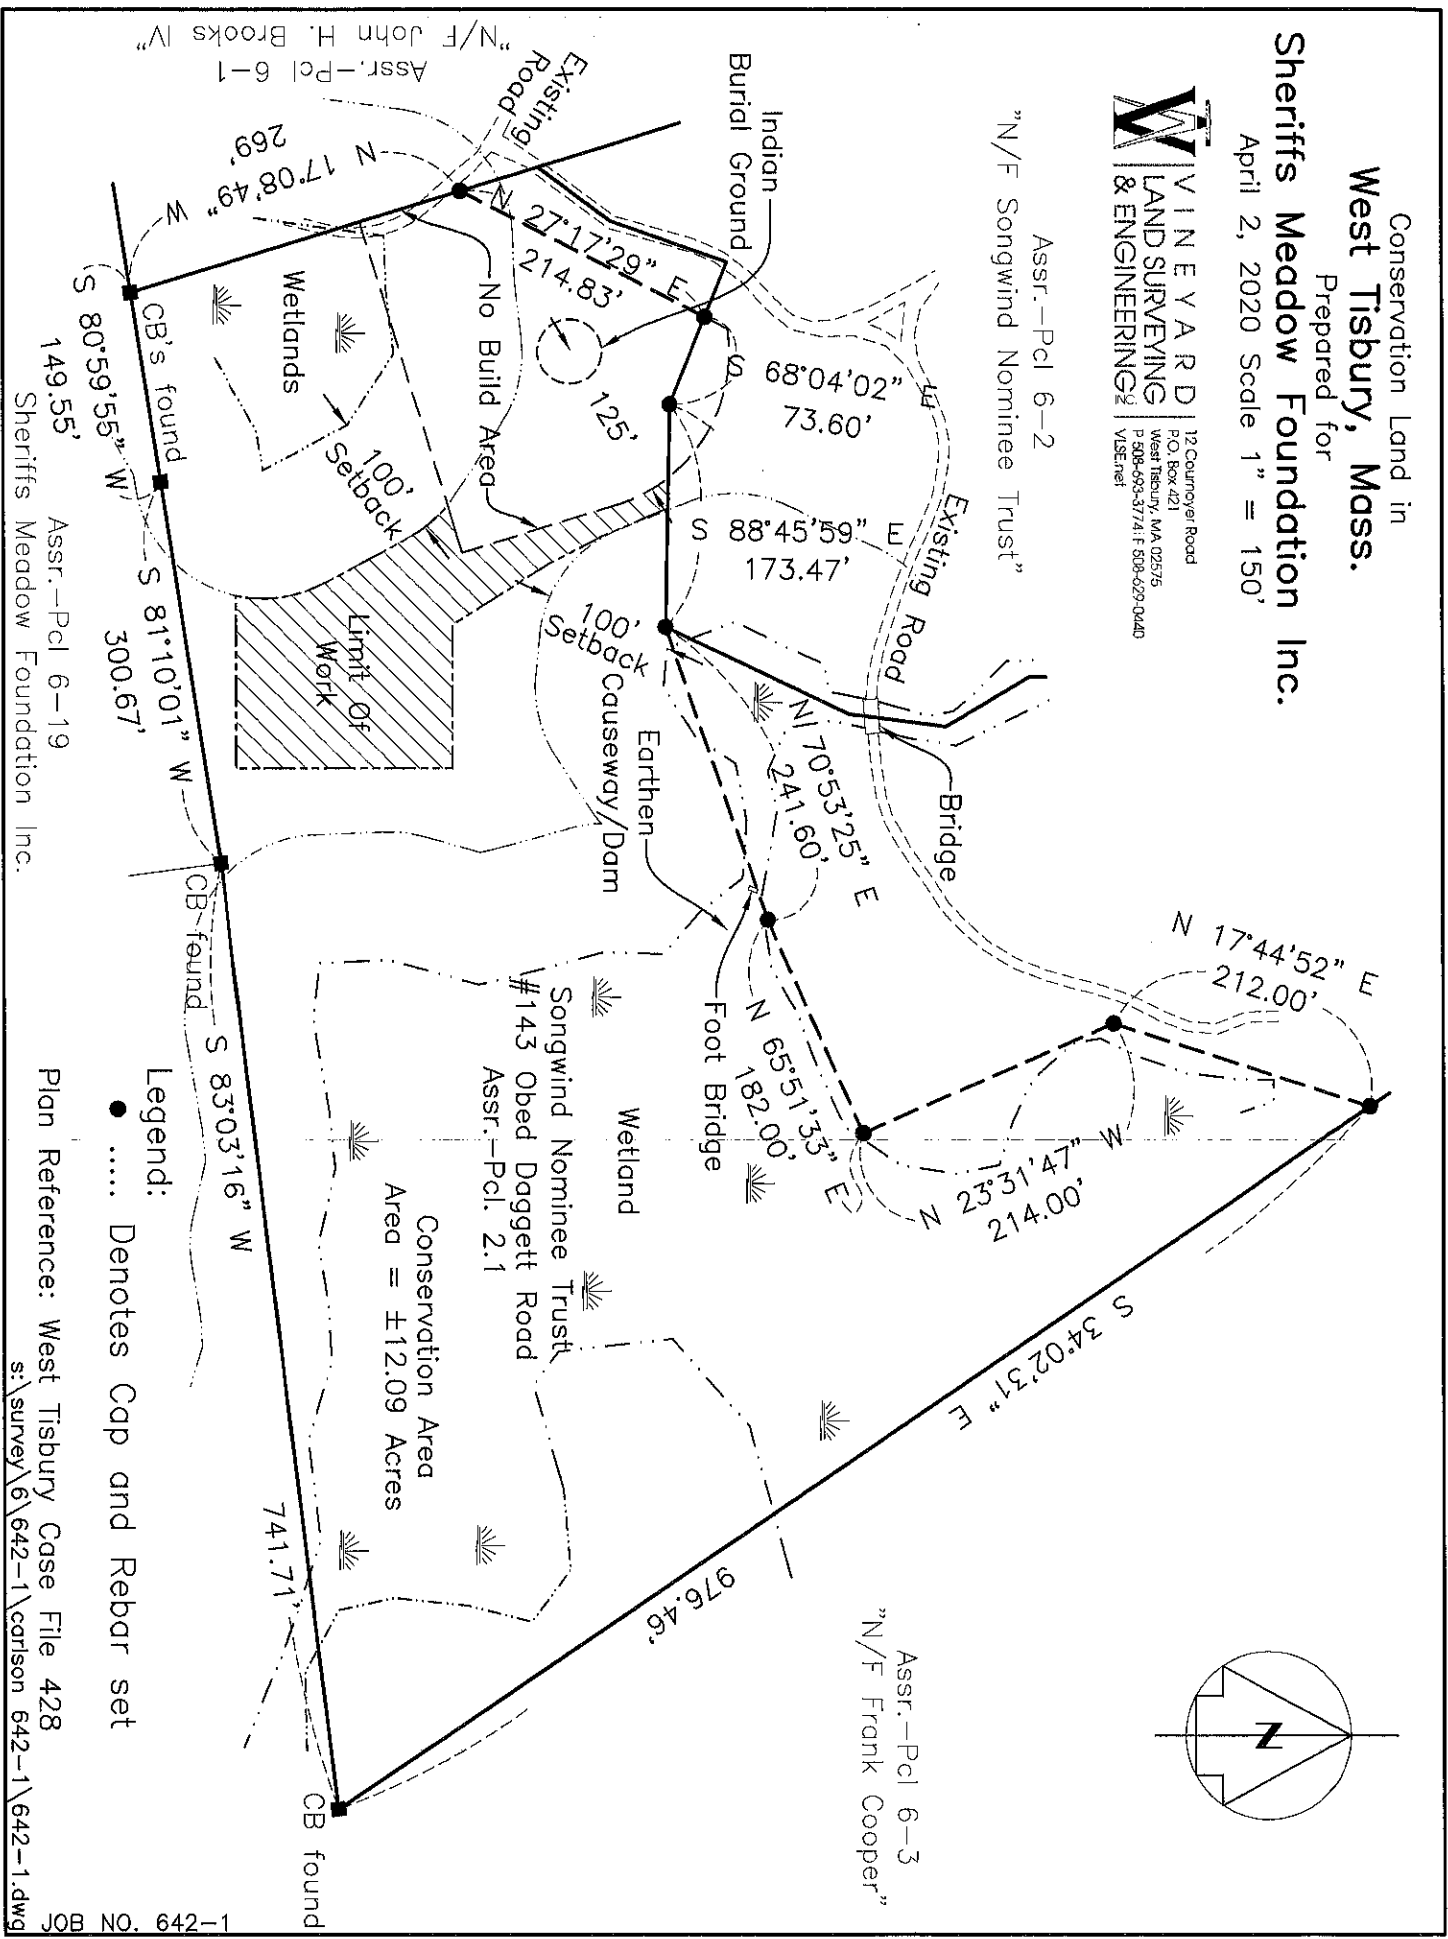 Conservation Land in
West Tisbury, Mass.
Prepared for
Sheriffs Meadow Foundation Inc.
April 2, 2020 Scale 1" = 150'
VINEYARD
LAND SURVEYING
& ENGINEERING
12 Cournoyer Road
P.O. Box 421
West Tisbury, MA 02575
P 508-693-3774 : F 508-629-0440
VLSE.net
Assr.-Pcl 6-2
"N/F Songwind Nominee Trust"
Indian
Burial Ground
Existing
Road
Assr.-Pcl 6-1
"N/F John H. Brooks IV"
N 17°08'49" W
269'
N 27°17'29" E
214.83'
S 68°04'02" E
73.60'
S 88°45'59" E
173.47'
Existing Road
Bridge
N 70°53'25" E
241.60'
N 17°44'52" E
212.00'
N 23°31'47" W
214.00'
N 65°51'33" E
182.00'
Foot Bridge
Earthen
Causeway/Dam
100'
Setback
125'
No Build Area
100'
Setback
Wetlands
Limit Of
Work
CB's found
S 80°59'55" W
149.55'
S 81°10'01" W
300.67'
Assr.-Pcl 6-19
Sheriffs Meadow Foundation Inc.
CB found
S 83°03'16" W
741.71'
CB found
S 34°02'31" E
976.46'
Assr.-Pcl 6-3
"N/F Frank Cooper"
N
Wetland
Songwind Nominee Trust
#143 Obed Daggett Road
Assr.-Pcl. 2.1
Conservation Area
Area = ±12.09 Acres
Legend:
● ..... Denotes Cap and Rebar set
Plan Reference: West Tisbury Case File 428
s:\survey\6\642-1\carlson 642-1\642-1.dwg
JOB NO. 642-1